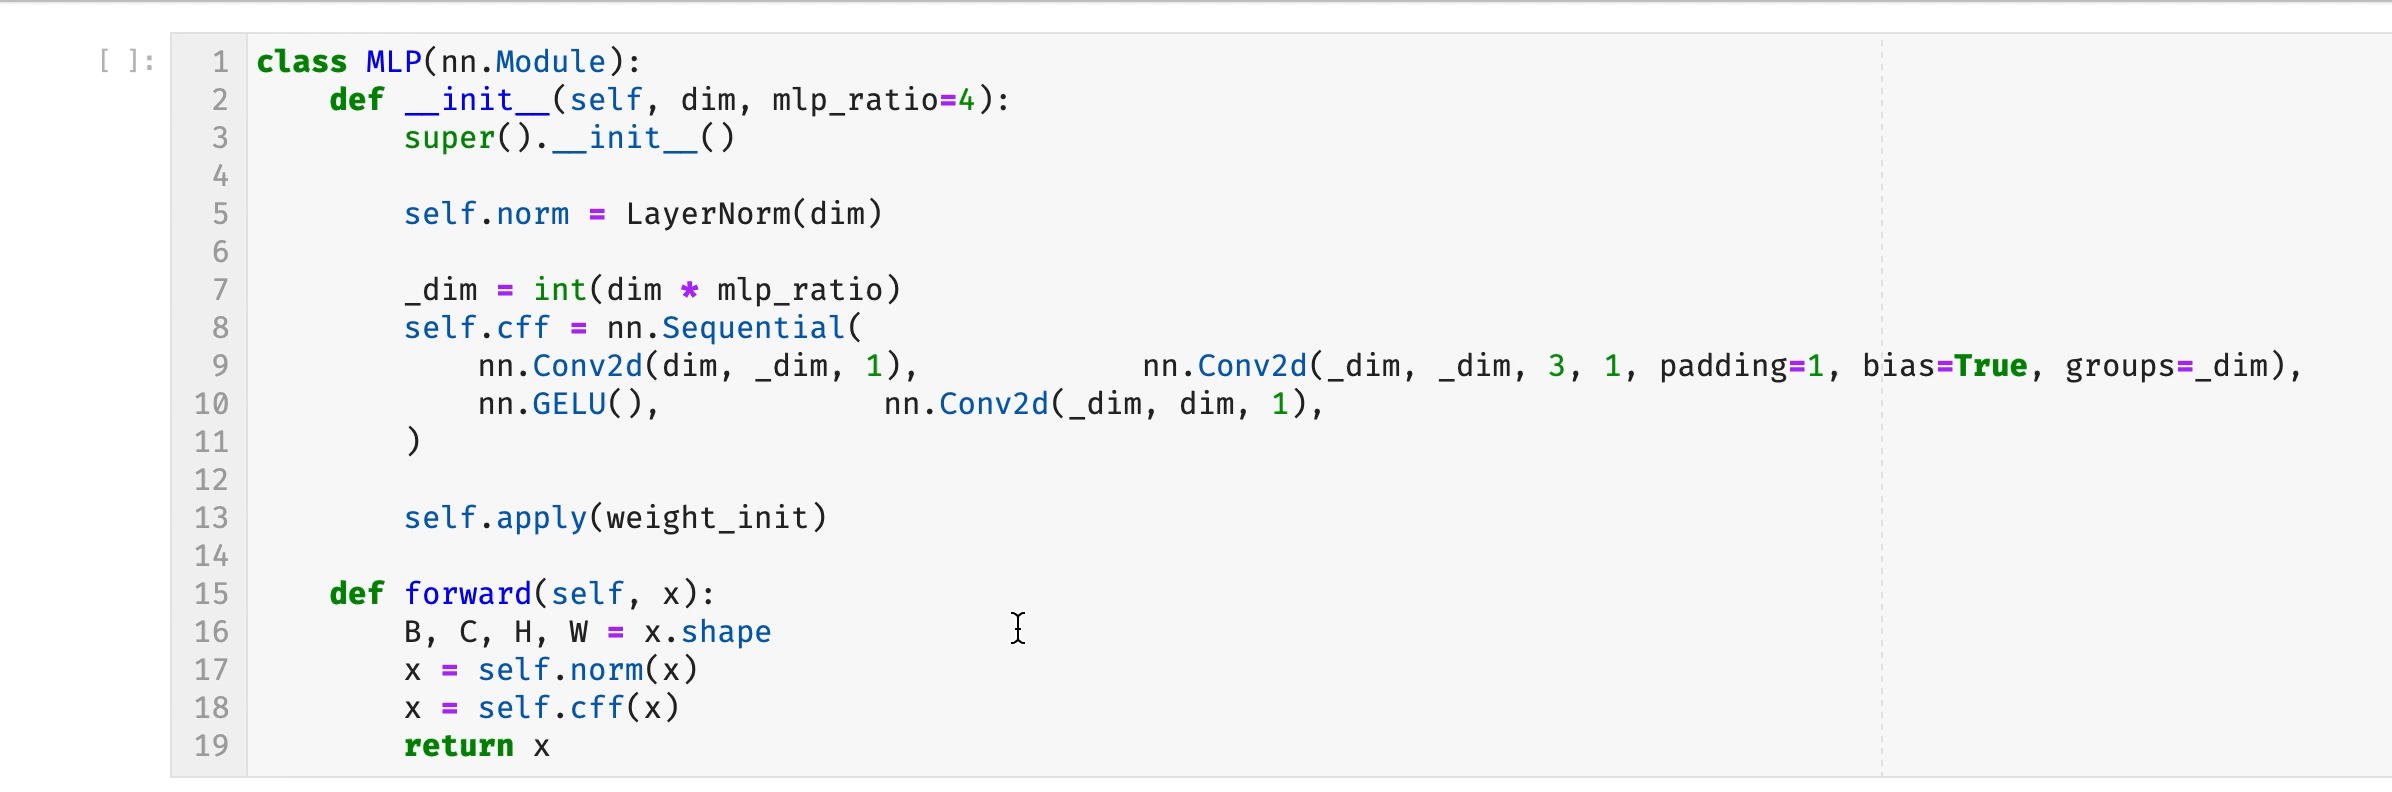 [ ]:
1 class MLP(nn.Module):
2     def __init__(self, dim, mlp_ratio=4):
3         super().__init__()
4
5         self.norm = LayerNorm(dim)
6
7         _dim = int(dim * mlp_ratio)
8         self.cff = nn.Sequential(
9             nn.Conv2d(dim, _dim, 1),            nn.Conv2d(_dim, _dim, 3, 1, padding=1, bias=True, groups=_dim),
10             nn.GELU(),            nn.Conv2d(_dim, dim, 1),
11         )
12
13         self.apply(weight_init)
14
15     def forward(self, x):
16         B, C, H, W = x.shape
17         x = self.norm(x)
18         x = self.cff(x)
19         return x